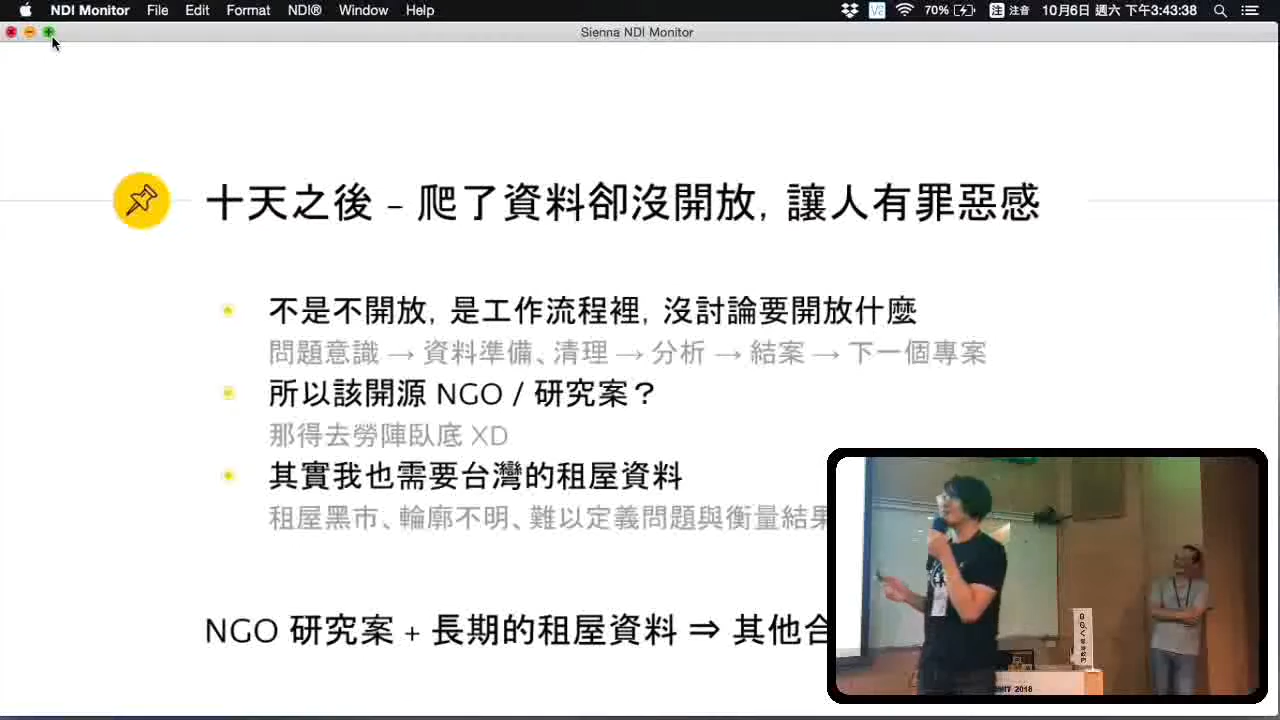 NDI Monitor File Edit Format NDI® Window Help 70% 注 注音 10月6日 週六 下午3:43:38
Sienna NDI Monitor
十天之後 – 爬了資料卻沒開放, 讓人有罪惡感
不是不開放, 是工作流程裡, 沒討論要開放什麼
問題意識 → 資料準備、清理 → 分析 → 結案 → 下一個專案
所以該開源 NGO / 研究案？
那得去勞陣臥底 XD
其實我也需要台灣的租屋資料
租屋黑市、輪廓不明、難以定義問題與衡量結果
NGO 研究案 + 長期的租屋資料 ⇒ 其他合
2018